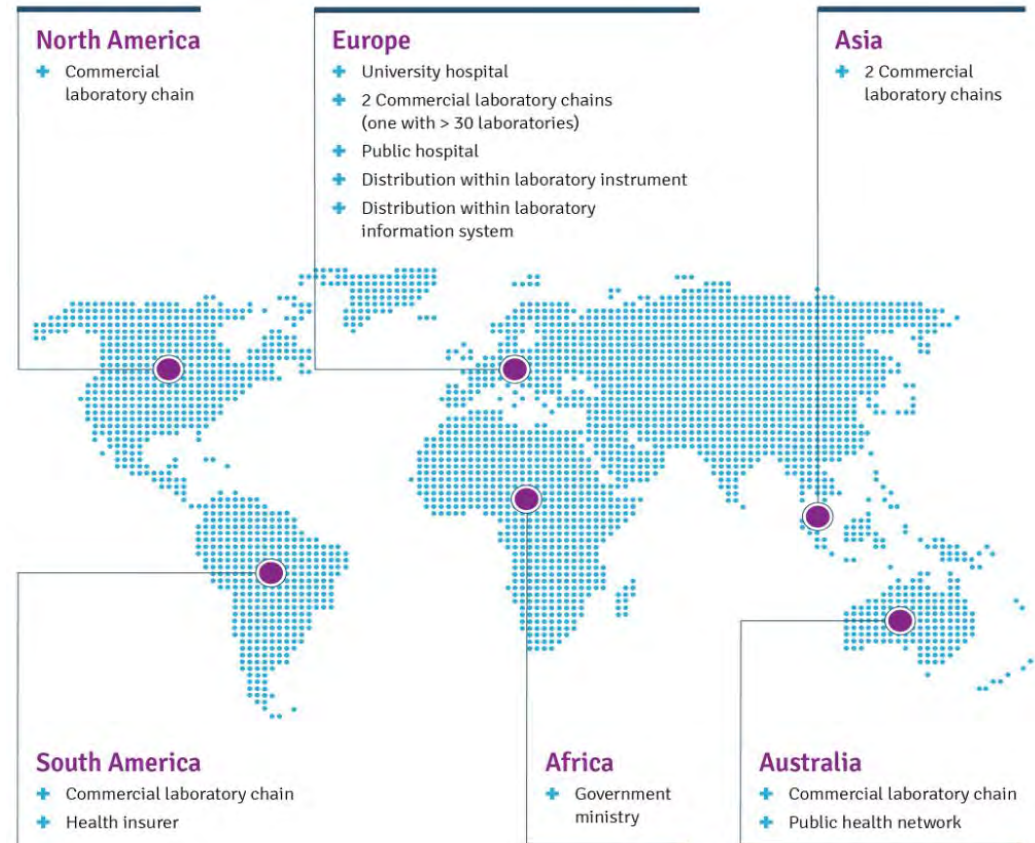 North America
Commercial
laboratory chain
Europe
University hospital
2 Commercial laboratory chains
(one with > 30 laboratories)
Public hospital
Distribution within laboratory instrument
Distribution within laboratory
information system
Asia
2 Commercial
laboratory chains
South America
Commercial laboratory chain
Health insurer
Africa
Government
ministry
Australia
Commercial laboratory chain
Public health network